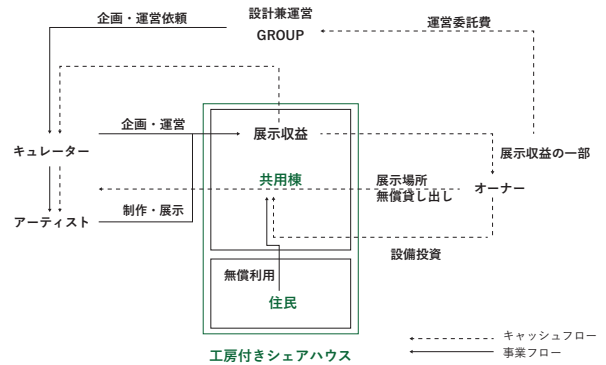 設計兼運営
GROUP
企画・運営依頼
運営委託費
企画・運営
展示収益
キュレーター
展示収益の一部
共用棟
展示場所
無償貸し出し
オーナー
制作・展示
アーティスト
設備投資
無償利用
住民
工房付きシェアハウス
キャッシュフロー
事業フロー